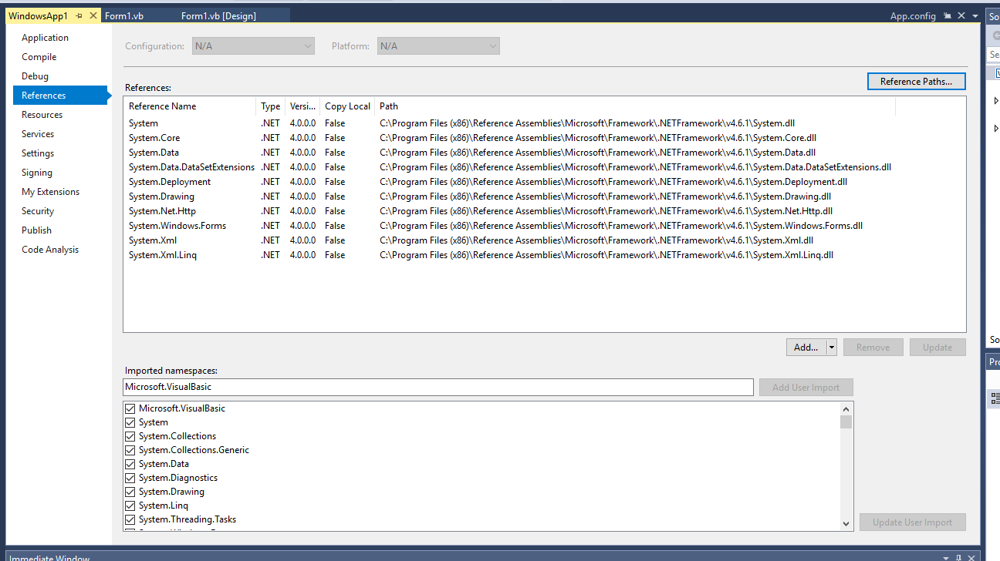 WindowsApp1 Form1.vb Form1.vb [Design] App.config So
Application
Compile
Debug
References
Resources
Services
Settings
Signing
My Extensions
Security
Publish
Code Analysis
Configuration: N/A Platform: N/A
References: Reference Paths...
Reference Name Type Versi... Copy Local Path
System .NET 4.0.0.0 False C:\Program Files (x86)\Reference Assemblies\Microsoft\Framework\.NETFramework\v4.6.1\System.dll
System.Core .NET 4.0.0.0 False C:\Program Files (x86)\Reference Assemblies\Microsoft\Framework\.NETFramework\v4.6.1\System.Core.dll
System.Data .NET 4.0.0.0 False C:\Program Files (x86)\Reference Assemblies\Microsoft\Framework\.NETFramework\v4.6.1\System.Data.dll
System.Data.DataSetExtensions .NET 4.0.0.0 False C:\Program Files (x86)\Reference Assemblies\Microsoft\Framework\.NETFramework\v4.6.1\System.Data.DataSetExtensions.dll
System.Deployment .NET 4.0.0.0 False C:\Program Files (x86)\Reference Assemblies\Microsoft\Framework\.NETFramework\v4.6.1\System.Deployment.dll
System.Drawing .NET 4.0.0.0 False C:\Program Files (x86)\Reference Assemblies\Microsoft\Framework\.NETFramework\v4.6.1\System.Drawing.dll
System.Net.Http .NET 4.0.0.0 False C:\Program Files (x86)\Reference Assemblies\Microsoft\Framework\.NETFramework\v4.6.1\System.Net.Http.dll
System.Windows.Forms .NET 4.0.0.0 False C:\Program Files (x86)\Reference Assemblies\Microsoft\Framework\.NETFramework\v4.6.1\System.Windows.Forms.dll
System.Xml .NET 4.0.0.0 False C:\Program Files (x86)\Reference Assemblies\Microsoft\Framework\.NETFramework\v4.6.1\System.Xml.dll
System.Xml.Linq .NET 4.0.0.0 False C:\Program Files (x86)\Reference Assemblies\Microsoft\Framework\.NETFramework\v4.6.1\System.Xml.Linq.dll
Add... Remove Update
Imported namespaces:
Microsoft.VisualBasic Add User Import
Microsoft.VisualBasic
System
System.Collections
System.Collections.Generic
System.Data
System.Diagnostics
System.Drawing
System.Linq
System.Threading.Tasks
Update User Import
Se
So
Pro
Immediate Window